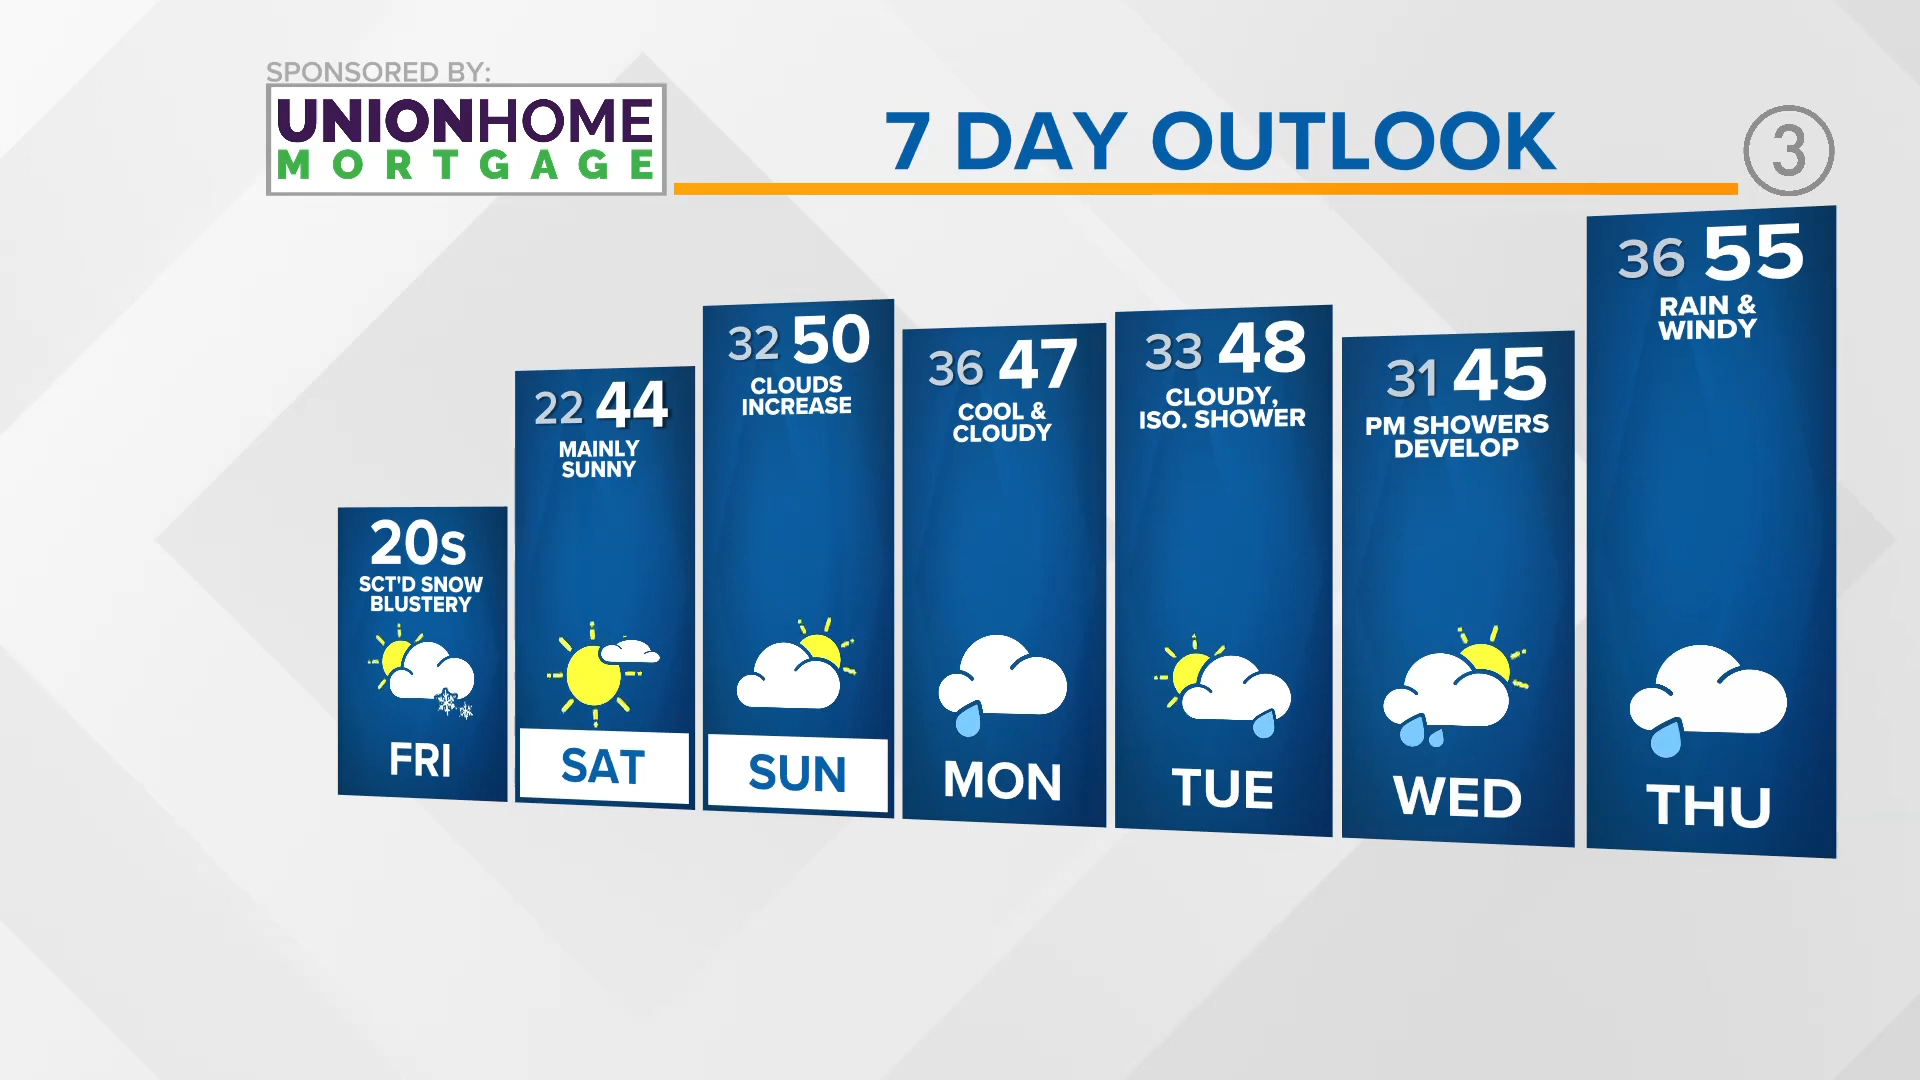 SPONSORED BY:
UNIONHOME
MORTGAGE
7 DAY OUTLOOK
3
20s
SCT'D SNOW
BLUSTERY
FRI
22 44
MAINLY
SUNNY
SAT
32 50
CLOUDS
INCREASE
SUN
36 47
COOL &
CLOUDY
MON
33 48
CLOUDY,
ISO. SHOWER
TUE
31 45
PM SHOWERS
DEVELOP
WED
36 55
RAIN &
WINDY
THU